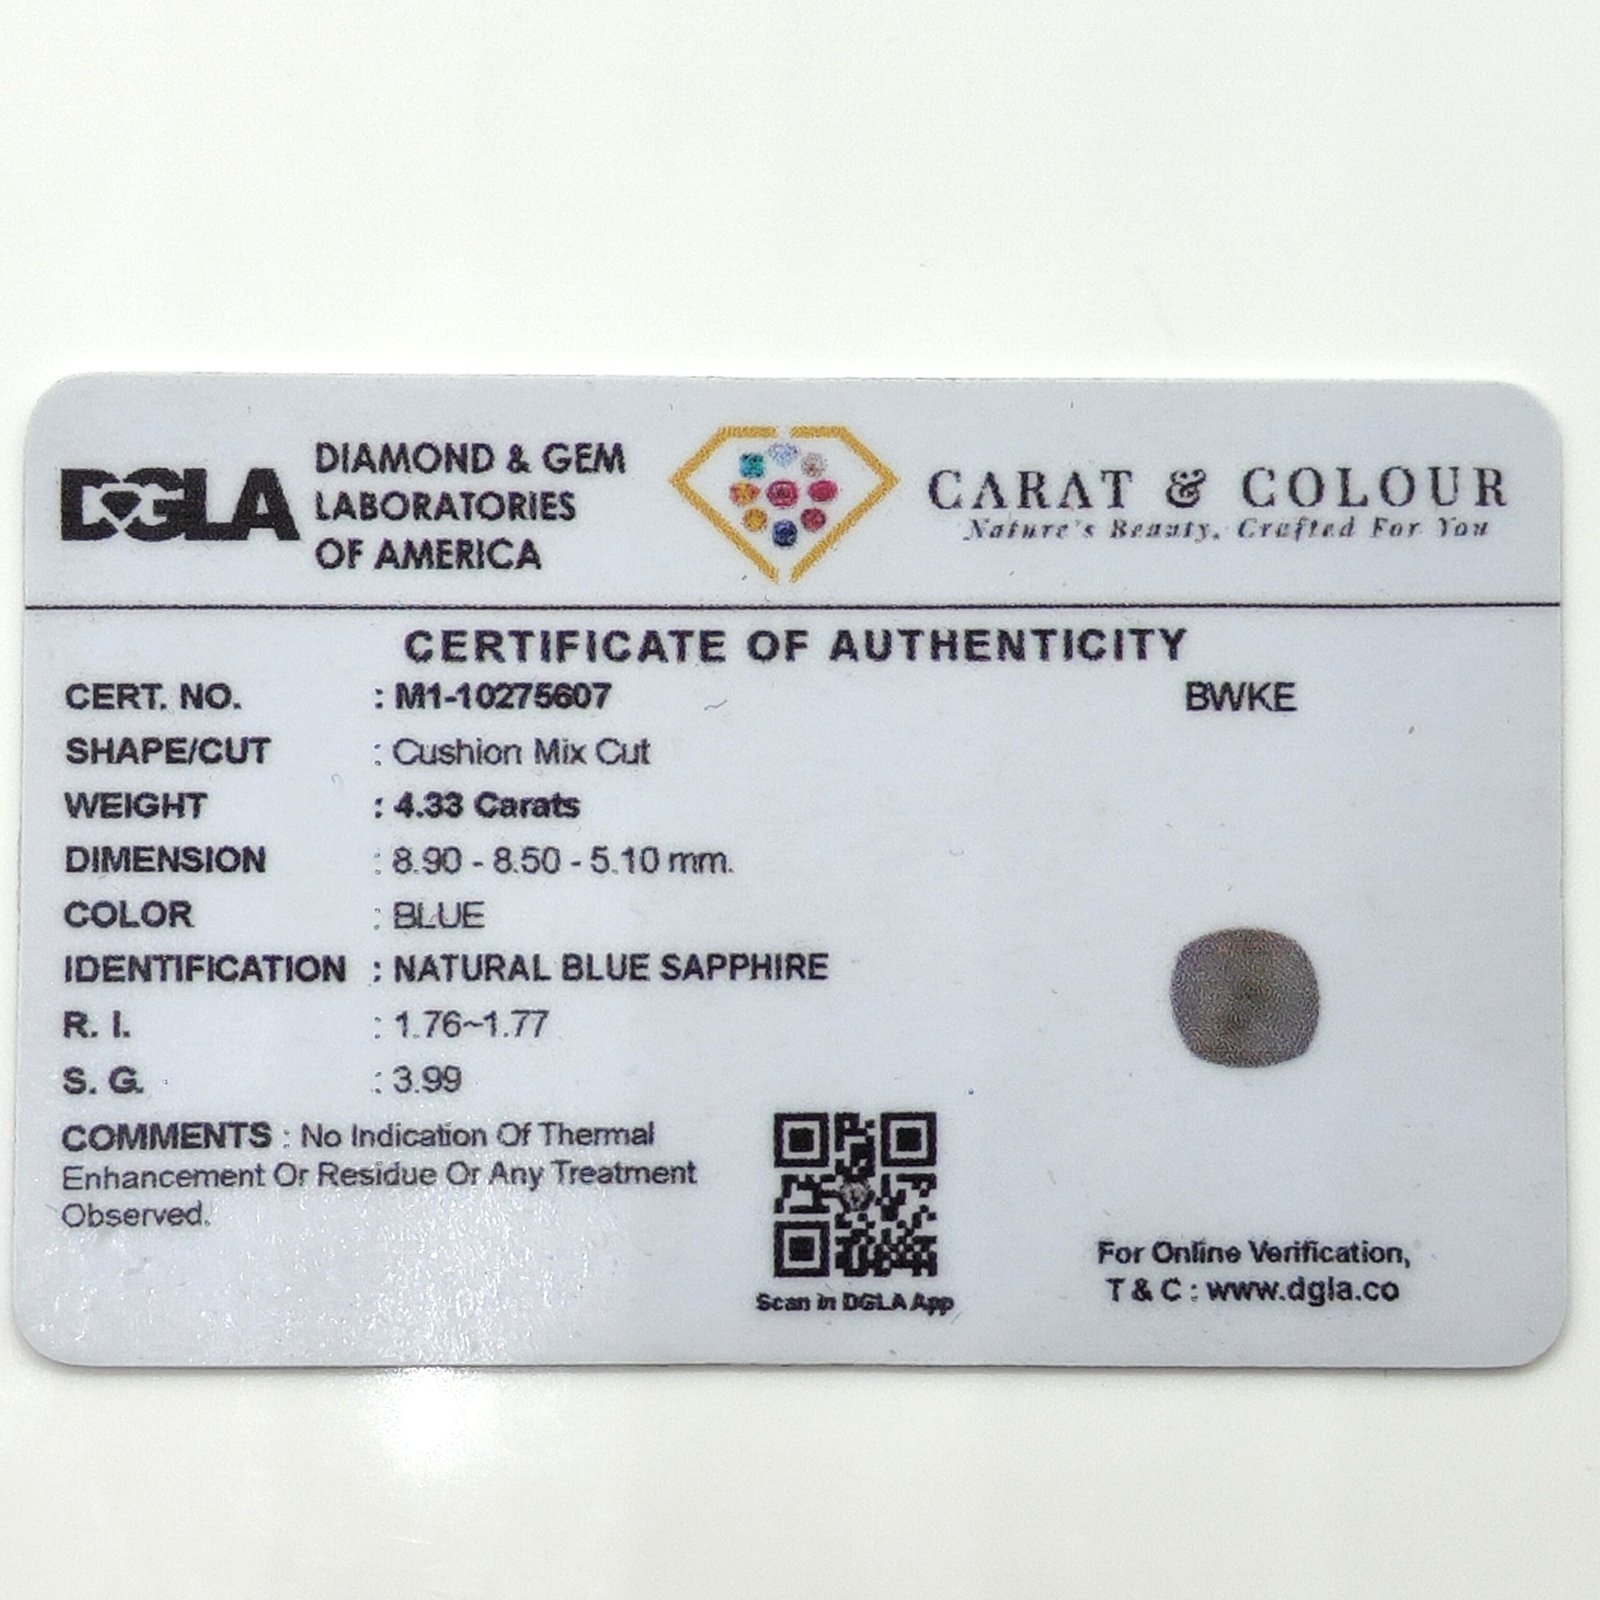 DGLA
DIAMOND & GEM
LABORATORIES
OF AMERICA
CARAT & COLOUR
Nature's Beauty, Crafted For You
CERTIFICATE OF AUTHENTICITY
CERT. NO. : M1-10275607
BWKE
SHAPE/CUT : Cushion Mix Cut
WEIGHT : 4.33 Carats
DIMENSION : 8.90 - 8.50 - 5.10 mm.
COLOR : BLUE
IDENTIFICATION : NATURAL BLUE SAPPHIRE
R. I. : 1.76~1.77
S. G. : 3.99
COMMENTS : No Indication Of Thermal
Enhancement Or Residue Or Any Treatment
Observed.
Scan in DGLA App
For Online Verification,
T & C : www.dgla.co